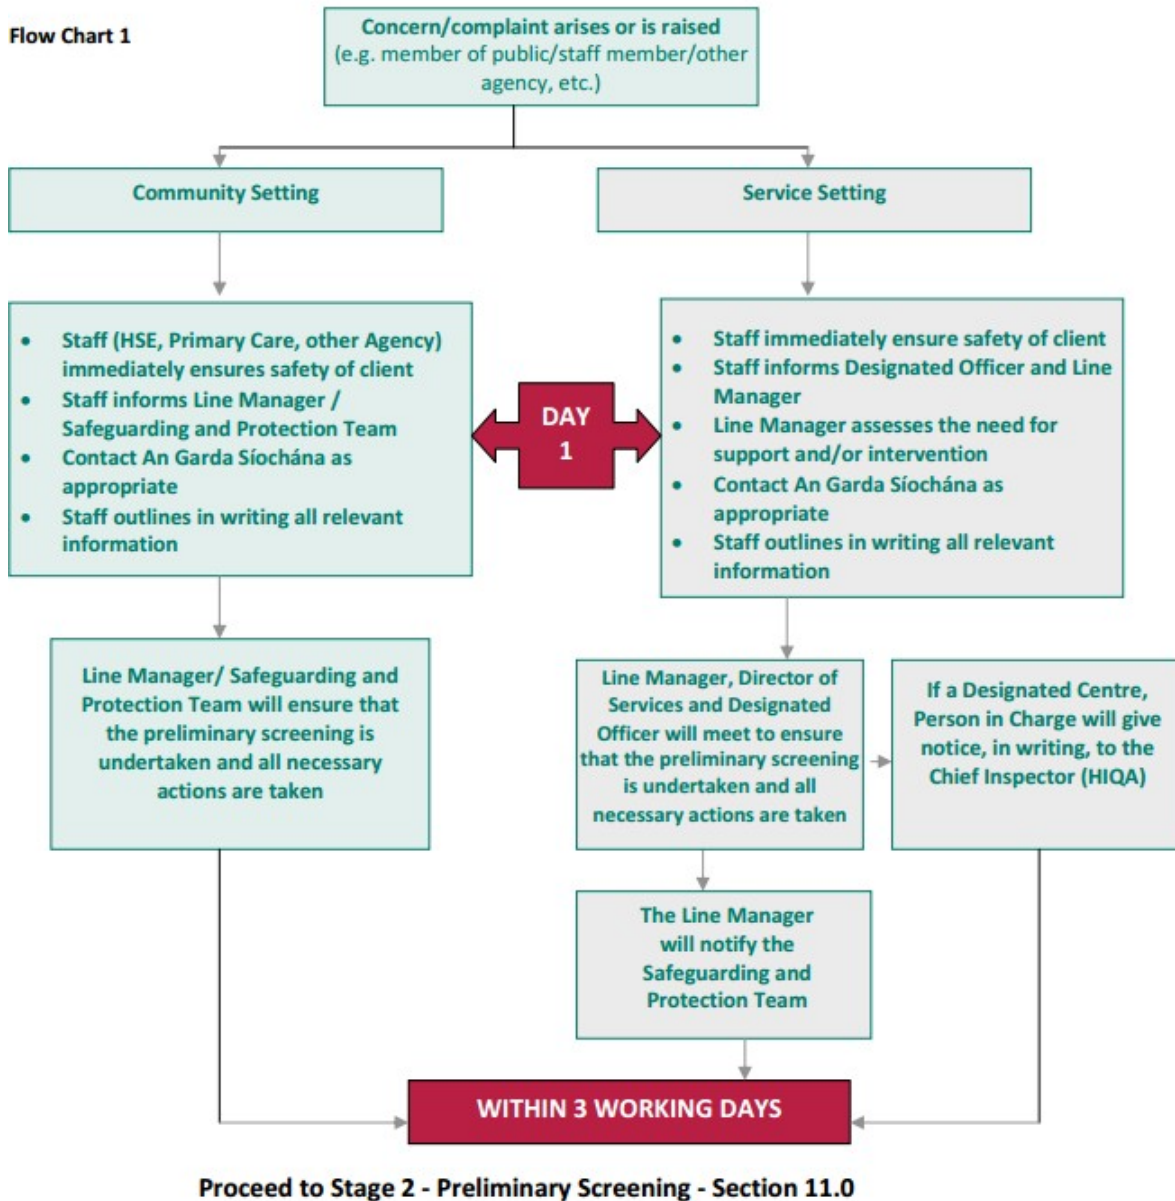 Flow Chart 1
Concern/complaint arises or is raised
(e.g. member of public/staff member/other
agency, etc.)
Community Setting
Service Setting
• Staff (HSE, Primary Care, other Agency)
immediately ensures safety of client
• Staff informs Line Manager /
Safeguarding and Protection Team
• Contact An Garda Síochána as
appropriate
• Staff outlines in writing all relevant
information
DAY
1
• Staff immediately ensure safety of client
• Staff informs Designated Officer and Line
Manager
• Line Manager assesses the need for
support and/or intervention
• Contact An Garda Síochána as
appropriate
• Staff outlines in writing all relevant
information
Line Manager/ Safeguarding and
Protection Team will ensure that
the preliminary screening is
undertaken and all necessary
actions are taken
Line Manager, Director of
Services and Designated
Officer will meet to ensure
that the preliminary screening
is undertaken and all
necessary actions are taken
If a Designated Centre,
Person in Charge will give
notice, in writing, to the
Chief Inspector (HIQA)
The Line Manager
will notify the
Safeguarding and
Protection Team
WITHIN 3 WORKING DAYS
Proceed to Stage 2 - Preliminary Screening - Section 11.0